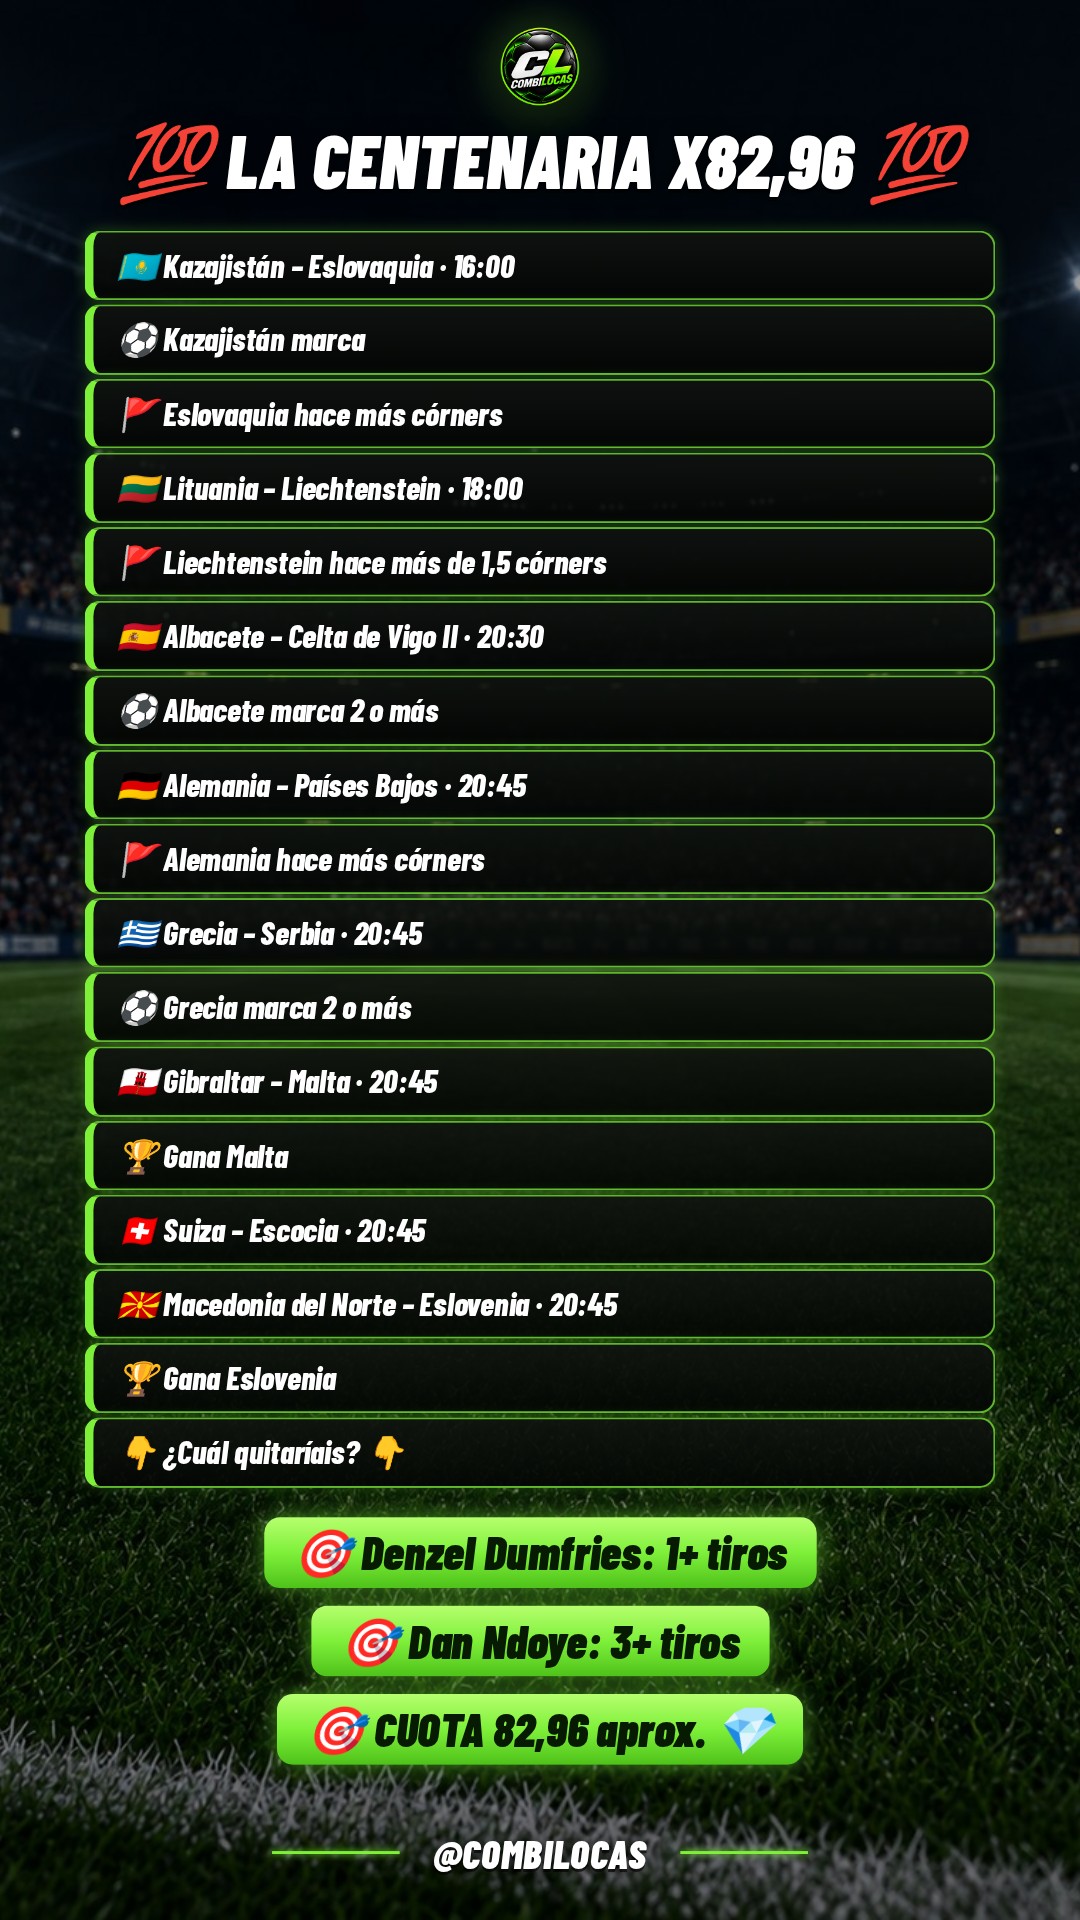 CL
COMBILOCAS
💯 LA CENTENARIA X82,96 💯
🇰🇿 Kazajistán – Eslovaquia · 16:00
⚽ Kazajistán marca
🚩 Eslovaquia hace más córners
🇱🇹 Lituania – Liechtenstein · 18:00
🚩 Liechtenstein hace más de 1,5 córners
🇪🇸 Albacete – Celta de Vigo II · 20:30
⚽ Albacete marca 2 o más
🇩🇪 Alemania – Países Bajos · 20:45
🚩 Alemania hace más córners
🇬🇷 Grecia – Serbia · 20:45
⚽ Grecia marca 2 o más
🇬🇮 Gibraltar – Malta · 20:45
🏆 Gana Malta
🇨🇭 Suiza – Escocia · 20:45
🇲🇰 Macedonia del Norte – Eslovenia · 20:45
🏆 Gana Eslovenia
👇 ¿Cuál quitaríais? 👇
🎯 Denzel Dumfries: 1+ tiros
🎯 Dan Ndoye: 3+ tiros
🎯 CUOTA 82,96 aprox. 💎
@COMBILOCAS